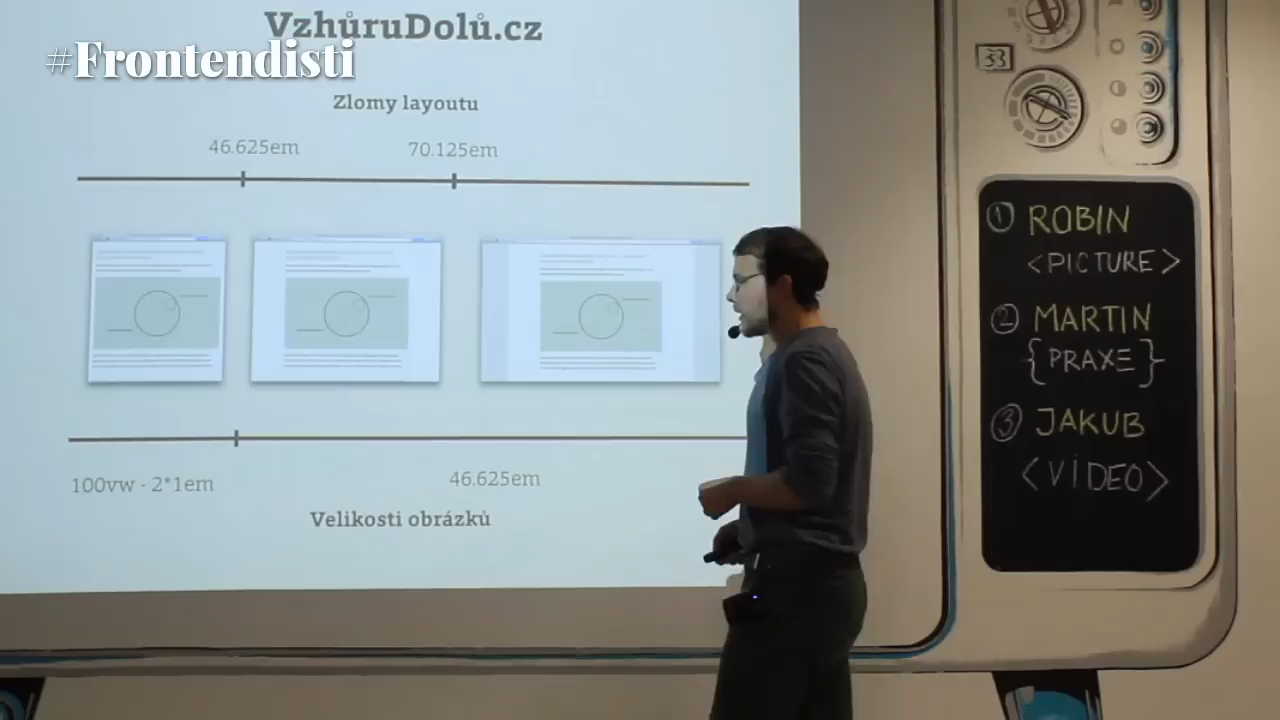 VzhůruDolů.cz
#Frontendisti
Zlomy layoutu
46.625em
70.125em
100vw - 2*1em
46.625em
Velikosti obrázků
33
1 ROBIN
<PICTURE>
2 MARTIN
{PRAXE}
3 JAKUB
<VIDEO>